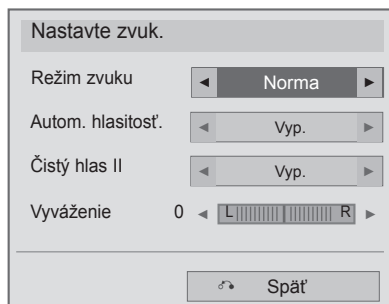 Nastavte zvuk.
Režim zvuku ◄ Norma ►
Autom. hlasitosť. ◄ Vyp. ►
Čistý hlas II ◄ Vyp. ►
Vyváženie 0 ◄ L R ►
Späť